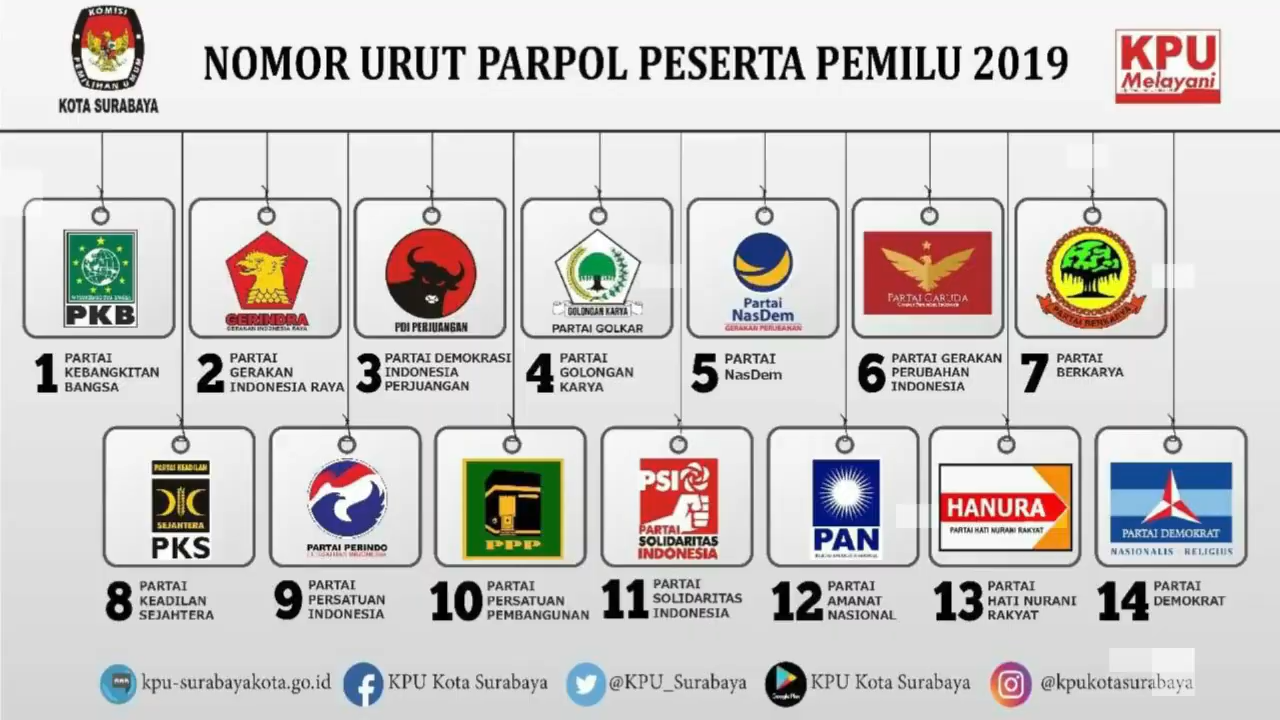 KOMISI
PEMILIHAN UMUM
KOTA SURABAYA
NOMOR URUT PARPOL PESERTA PEMILU 2019
KPU
Melayani
PKB
GERINDRA
GERAKAN INDONESIA RAYA
PDI PERJUANGAN
GOLONGAN KARYA
PARTAI GOLKAR
Partai
NasDem
GERAKAN PERUBAHAN
PARTAI GARUDA
PARTAI BERKARYA
1 PARTAI
KEBANGKITAN
BANGSA
2 PARTAI
GERAKAN
INDONESIA RAYA
3 PARTAI DEMOKRASI
INDONESIA
PERJUANGAN
4 PARTAI
GOLONGAN
KARYA
5 PARTAI
NasDem
6 PARTAI GERAKAN
PERUBAHAN
INDONESIA
7 PARTAI
BERKARYA
PARTAI KEADILAN
SEJAHTERA
PKS
PARTAI PERINDO
PPP
PSI
PARTAI
SOLIDARITAS
INDONESIA
PAN
HANURA
PARTAI HATI NURANI RAKYAT
PARTAI DEMOKRAT
NASIONALIS - RELIGIUS
8 PARTAI
KEADILAN
SEJAHTERA
9 PARTAI
PERSATUAN
INDONESIA
10 PARTAI
PERSATUAN
PEMBANGUNAN
11 PARTAI
SOLIDARITAS
INDONESIA
12 PARTAI
AMANAT
NASIONAL
13 PARTAI
HATI NURANI
RAKYAT
14 PARTAI
DEMOKRAT
kpu-surabayakota.go.id
KPU Kota Surabaya
@KPU_Surabaya
Google Play
KPU Kota Surabaya
@kpukotasurabaya